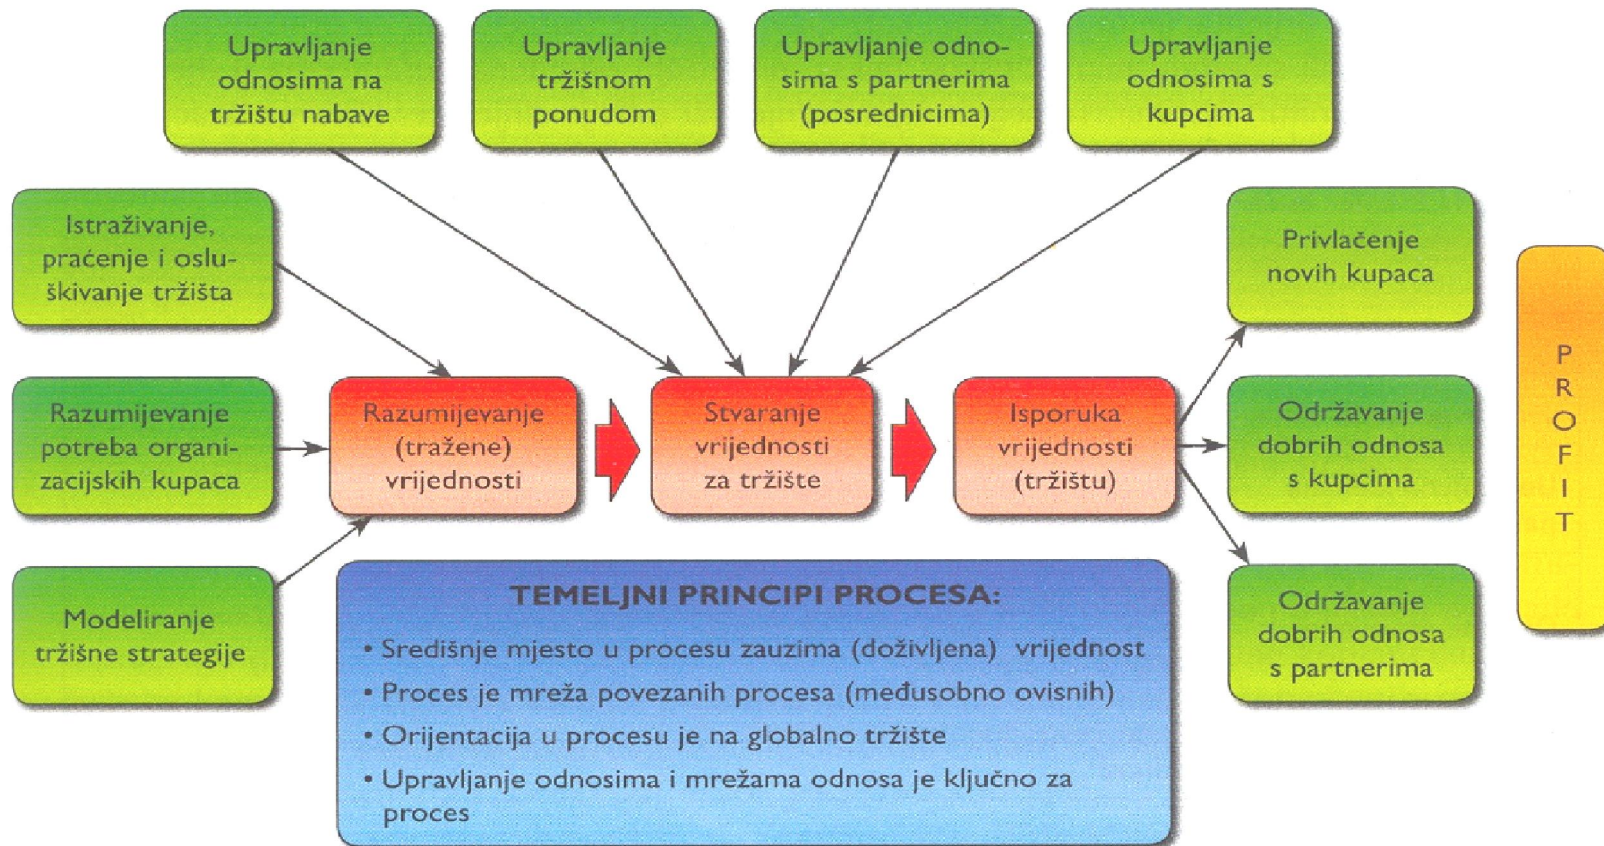 Upravljanje
odnosima na
tržištu nabave
Upravljanje
tržišnom
ponudom
Upravljanje odno-
sima s partnerima
(posrednicima)
Upravljanje
odnosima s
kupcima
Istraživanje,
praćenje i oslu-
škivanje tržišta
Privlačenje
novih kupaca
Razumijevanje
potreba organi-
zacijskih kupaca
Razumijevanje
(tražene)
vrijednosti
Stvaranje
vrijednosti
za tržište
Isporuka
vrijednosti
(tržištu)
Održavanje
dobrih odnosa
s kupcima
PROFIT
Modeliranje
tržišne strategije
TEMELJNI PRINCIPI PROCESA:
• Središnje mjesto u procesu zauzima (doživljena) vrijednost
• Proces je mreža povezanih procesa (međusobno ovisnih)
• Orijentacija u procesu je na globalno tržište
• Upravljanje odnosima i mrežama odnosa je ključno za
proces
Održavanje
dobrih odnosa
s partnerima